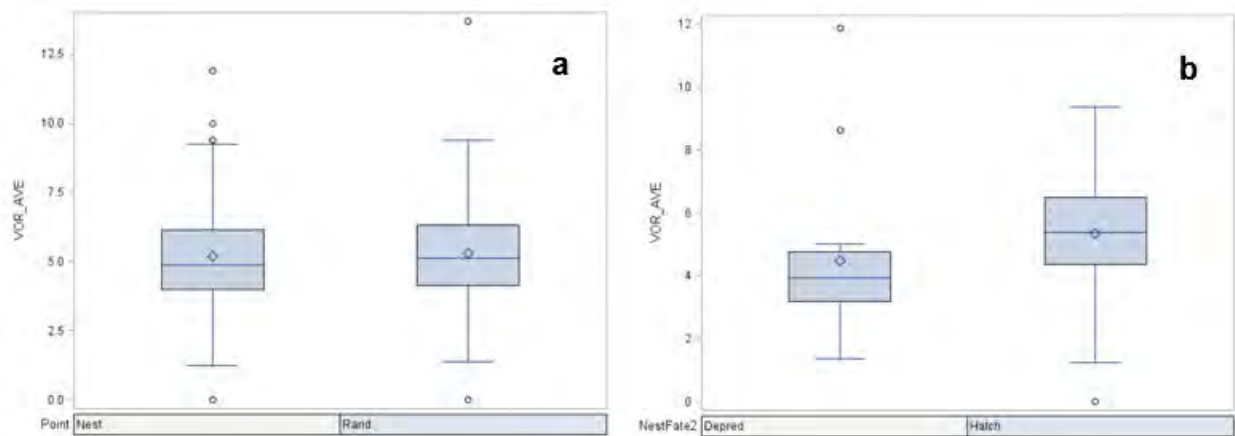 a
12.5
10.0
7.5
5.0
2.5
0.0
VOR_AVE
Point Nest Rand
b
12
10
8
6
4
2
0
VOR_AVE
NestFate2 Depred Hatch